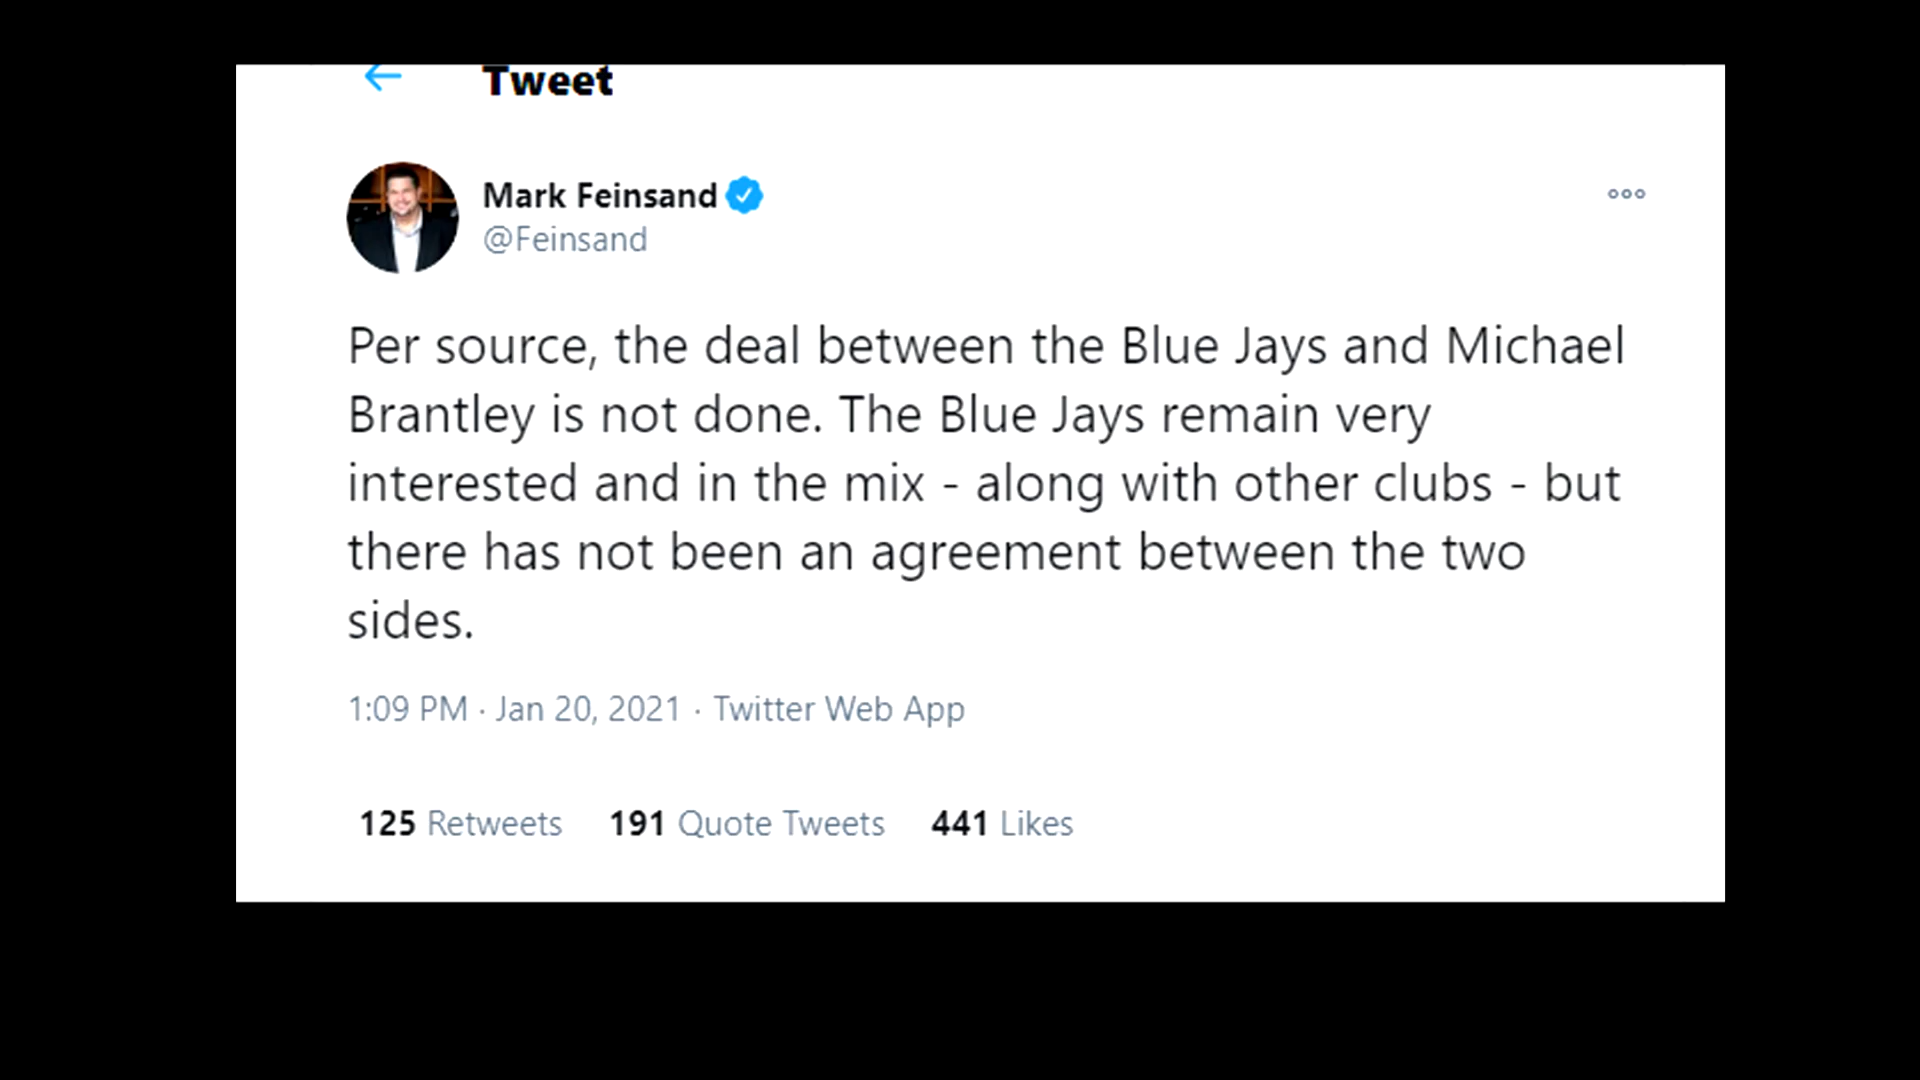 Tweet
Mark Feinsand
@Feinsand
Per source, the deal between the Blue Jays and Michael
Brantley is not done. The Blue Jays remain very
interested and in the mix - along with other clubs - but
there has not been an agreement between the two
sides.
1:09 PM · Jan 20, 2021 · Twitter Web App
125 Retweets 191 Quote Tweets 441 Likes